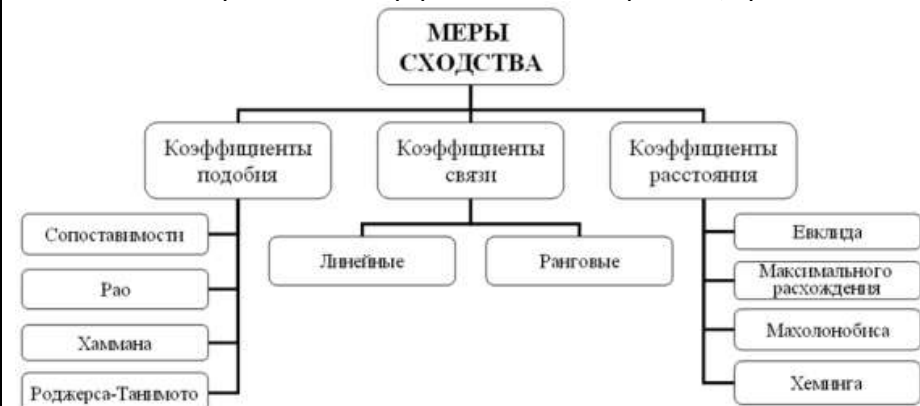 МЕРЫ
СХОДСТВА
Коэффициенты
подобия
Коэффициенты
связи
Коэффициенты
расстояния
Сопоставимости
Рао
Хаммана
Роджерса-Танимото
Линейные
Ранговые
Евклида
Максимального
расхождения
Махолонобиса
Хеминга